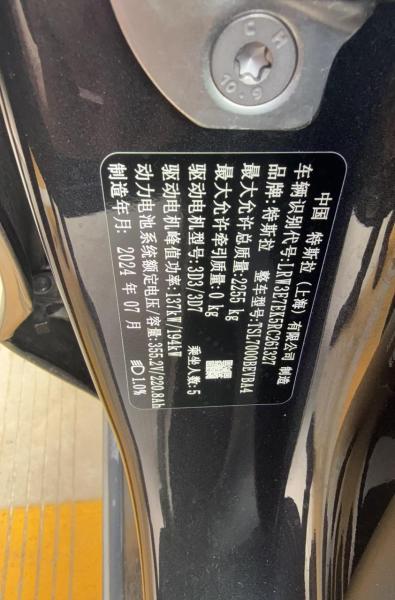 C H
10.9
中国 特斯拉（上海）有限公司 制造
车辆识别代号：LRW3E7EK5RC261327
品牌：特斯拉 整车型号：TSL7000BEVBA4
最大允许总质量：2255 kg
最大允许牵引质量：0 kg
驱动电机型号：3D3/3D7 乘坐人数：5
驱动电机峰值功率：137kW/194kW
动力电池系统额定电压/容量：355.2V/220.8Ah
制造年月：2024 年 07 月 1.0%